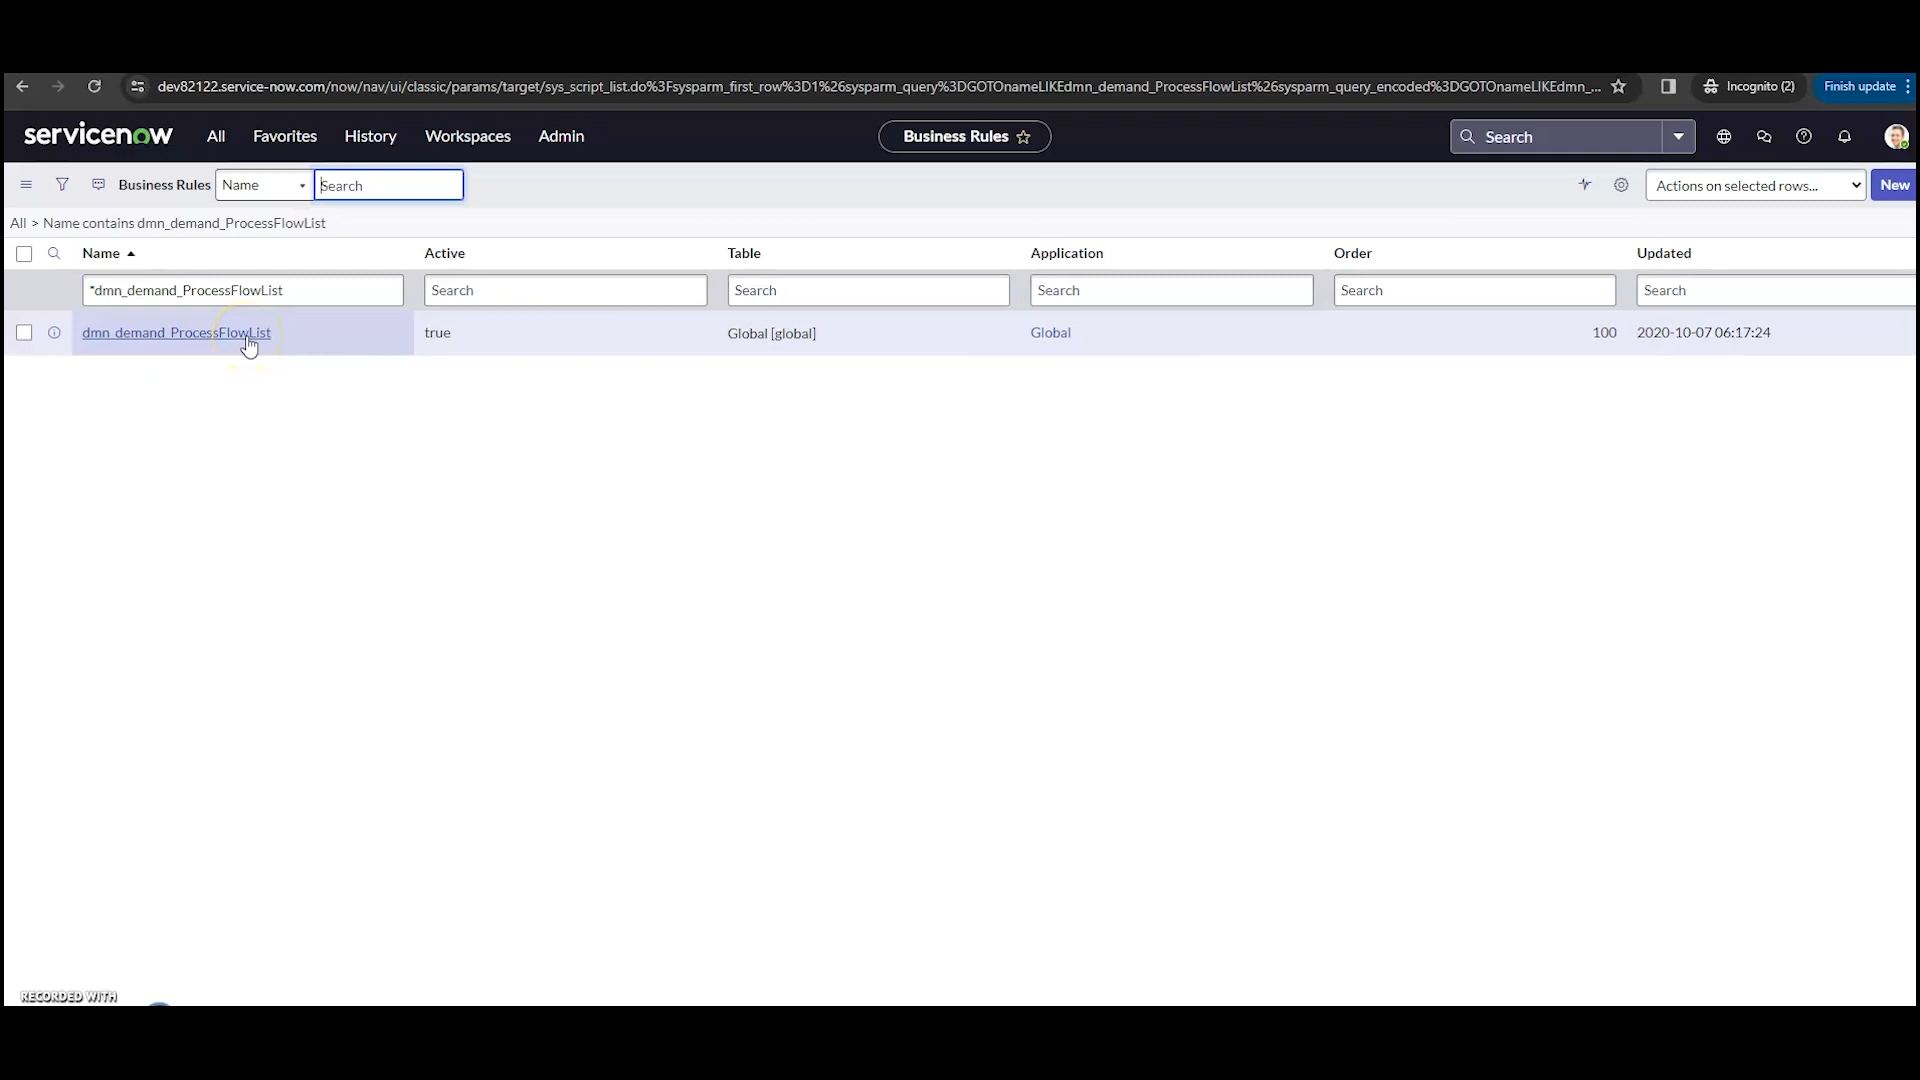 dev82122.service-now.com/now/nav/ui/classic/params/target/sys_script_list.do%3Fsysparm_first_row%3D1%26sysparm_query%3DGOTOnameLIKEdmn_demand_ProcessFlowList%26sysparm_query_encoded%3DGOTOnameLIKEdmn_... Incognito (2) Finish update
servicenow All Favorites History Workspaces Admin Business Rules Search
Business Rules Name Search Actions on selected rows... New
All > Name contains dmn_demand_ProcessFlowList
Name Active Table Application Order Updated
*dmn_demand_ProcessFlowList Search Search Search Search Search
dmn_demand_ProcessFlowList true Global [global] Global 100 2020-10-07 06:17:24
RECORDED WITH